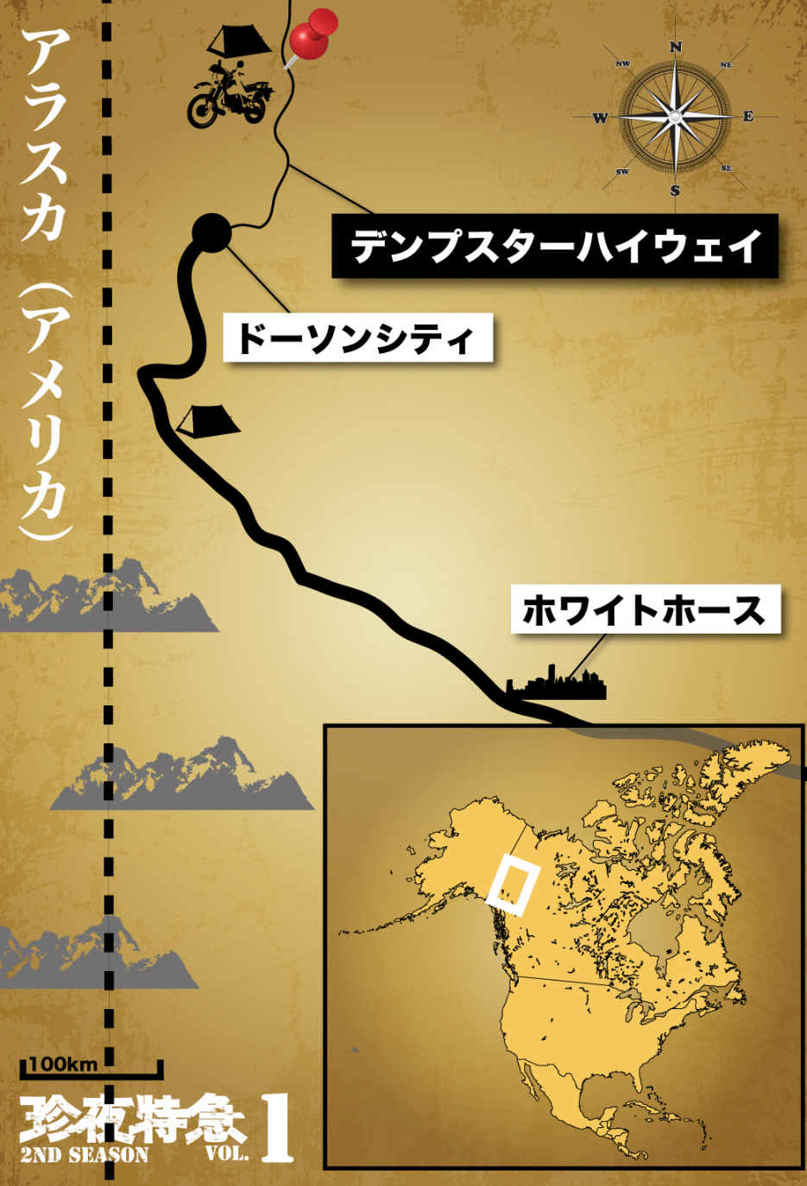 アラスカ（アメリカ）
N
NW
NE
W
E
SW
SE
S
デンプスターハイウェイ
ドーソンシティ
ホワイトホース
100km
珍夜特急 1
2ND SEASON VOL.